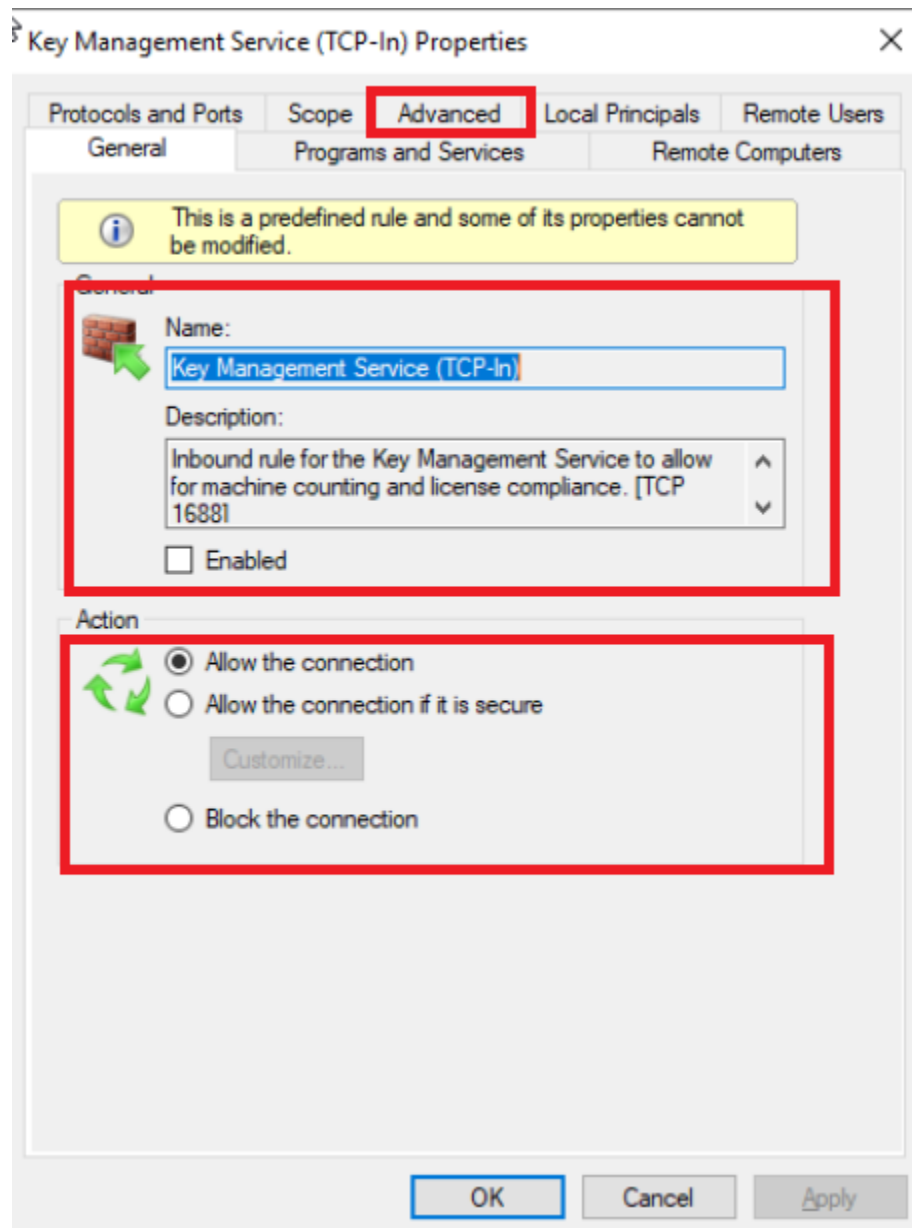 Key Management Service (TCP-In) Properties
Protocols and Ports
Scope
Advanced
Local Principals
Remote Users
General
Programs and Services
Remote Computers
This is a predefined rule and some of its properties cannot
be modified.
General
Name:
Key Management Service (TCP-In)
Description:
Inbound rule for the Key Management Service to allow
for machine counting and license compliance. [TCP
1688]
Enabled
Action
Allow the connection
Allow the connection if it is secure
Customize...
Block the connection
OK
Cancel
Apply